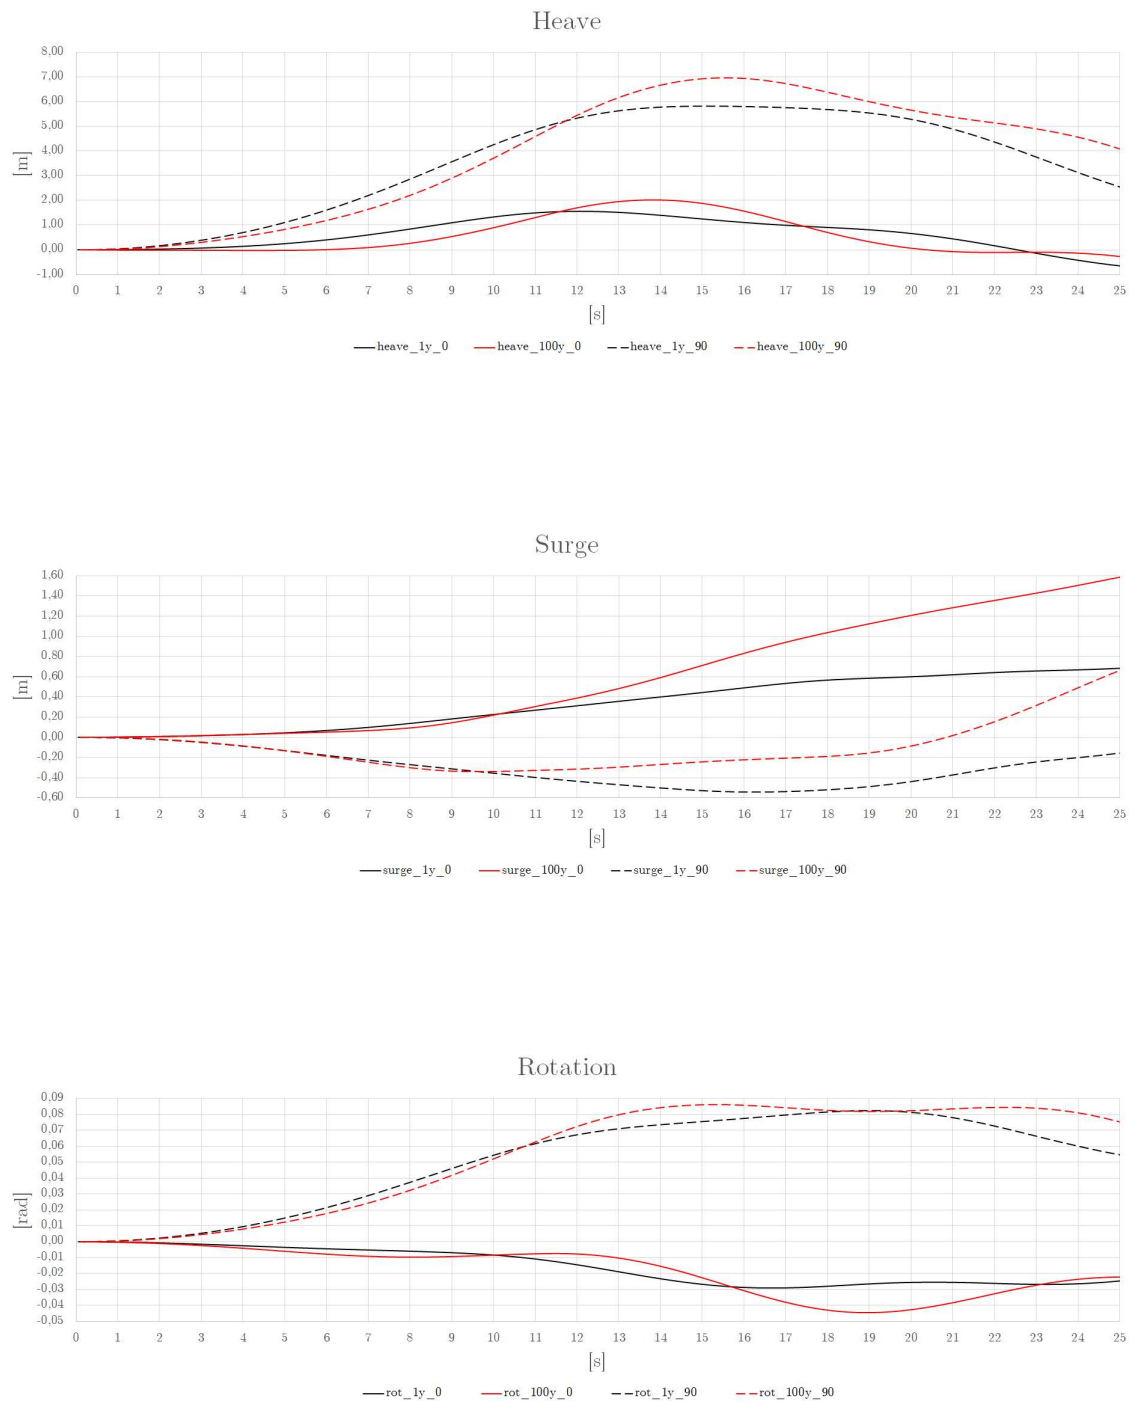 Heave
8,00
7,00
6,00
5,00
4,00
3,00
2,00
1,00
0,00
-1,00
[m]
0 1 2 3 4 5 6 7 8 9 10 11 12 13 14 15 16 17 18 19 20 21 22 23 24 25
[s]
heave_1y_0 heave_100y_0 heave_1y_90 heave_100y_90
Surge
1,60
1,40
1,20
1,00
0,80
0,60
0,40
0,20
0,00
-0,20
-0,40
-0,60
[m]
0 1 2 3 4 5 6 7 8 9 10 11 12 13 14 15 16 17 18 19 20 21 22 23 24 25
[s]
surge_1y_0 surge_100y_0 surge_1y_90 surge_100y_90
Rotation
0,09
0,08
0,07
0,06
0,05
0,04
0,03
0,02
0,01
0,00
-0,01
-0,02
-0,03
-0,04
-0,05
[rad]
0 1 2 3 4 5 6 7 8 9 10 11 12 13 14 15 16 17 18 19 20 21 22 23 24 25
[s]
rot_1y_0 rot_100y_0 rot_1y_90 rot_100y_90